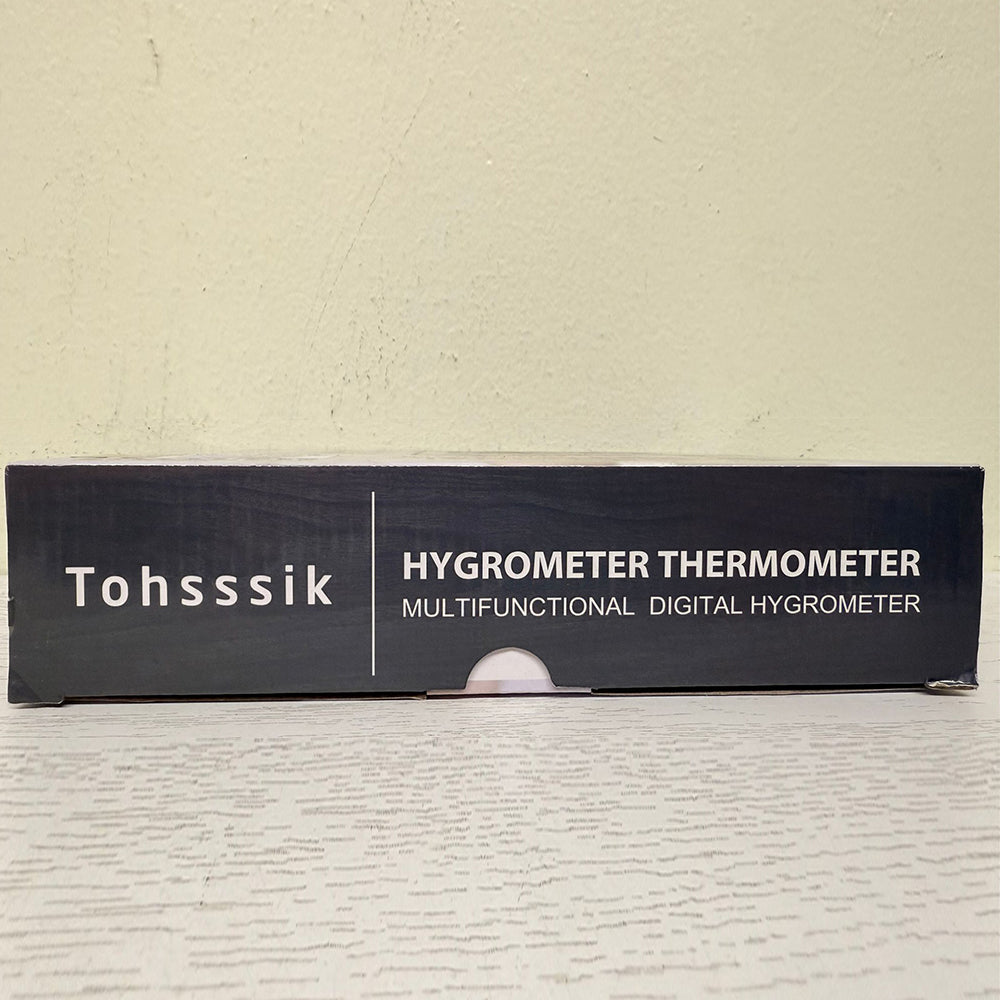 Tohsssik
HYGROMETER THERMOMETER
MULTIFUNCTIONAL DIGITAL HYGROMETER